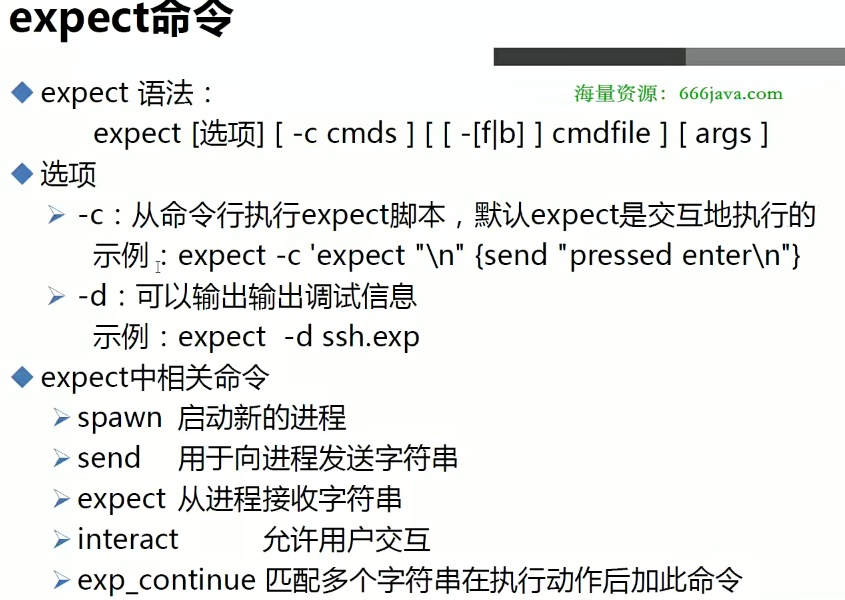 expect命令
海量资源：666java.com
expect 语法：
expect [选项] [ -c cmds ] [ [ -[f|b] ] cmdfile ] [ args ]
选项
-c：从命令行执行expect脚本，默认expect是交互地执行的
示例：expect -c 'expect "\n" {send "pressed enter\n"}
-d：可以输出输出调试信息
示例：expect -d ssh.exp
expect中相关命令
spawn 启动新的进程
send 用于向进程发送字符串
expect 从进程接收字符串
interact 允许用户交互
exp_continue 匹配多个字符串在执行动作后加此命令